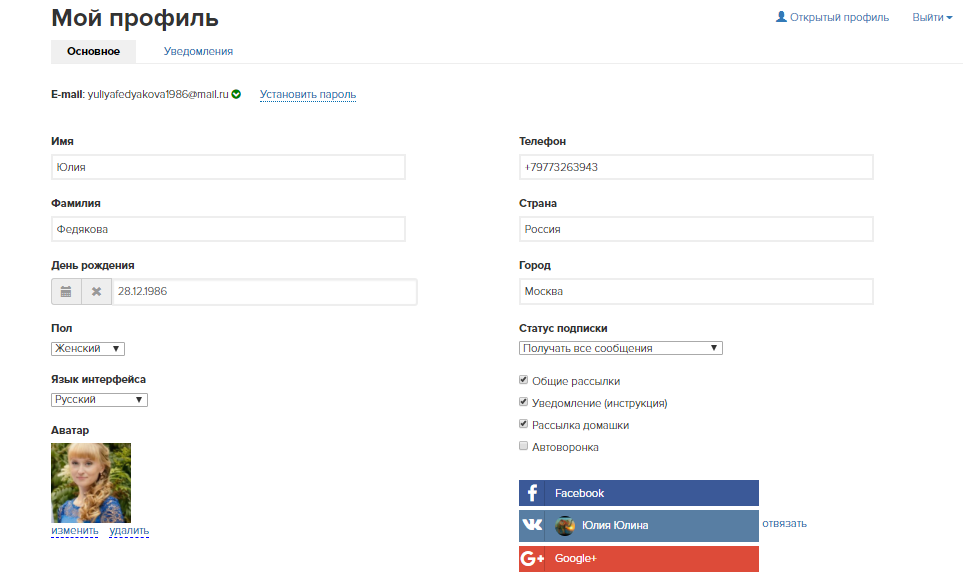 Мой профиль
Открытый профиль
Выйти
Основное
Уведомления
E-mail: yuliyafedyakova1986@mail.ru
Установить пароль
Имя
Юлия
Фамилия
Федякова
День рождения
28.12.1986
Пол
Женский
Язык интерфейса
Русский
Аватар
изменить удалить
Телефон
+79773263943
Страна
Россия
Город
Москва
Статус подписки
Получать все сообщения
Общие рассылки
Уведомление (инструкция)
Рассылка домашки
Автоворонка
Facebook
Юлия Юлина
отвязать
G+ Google+